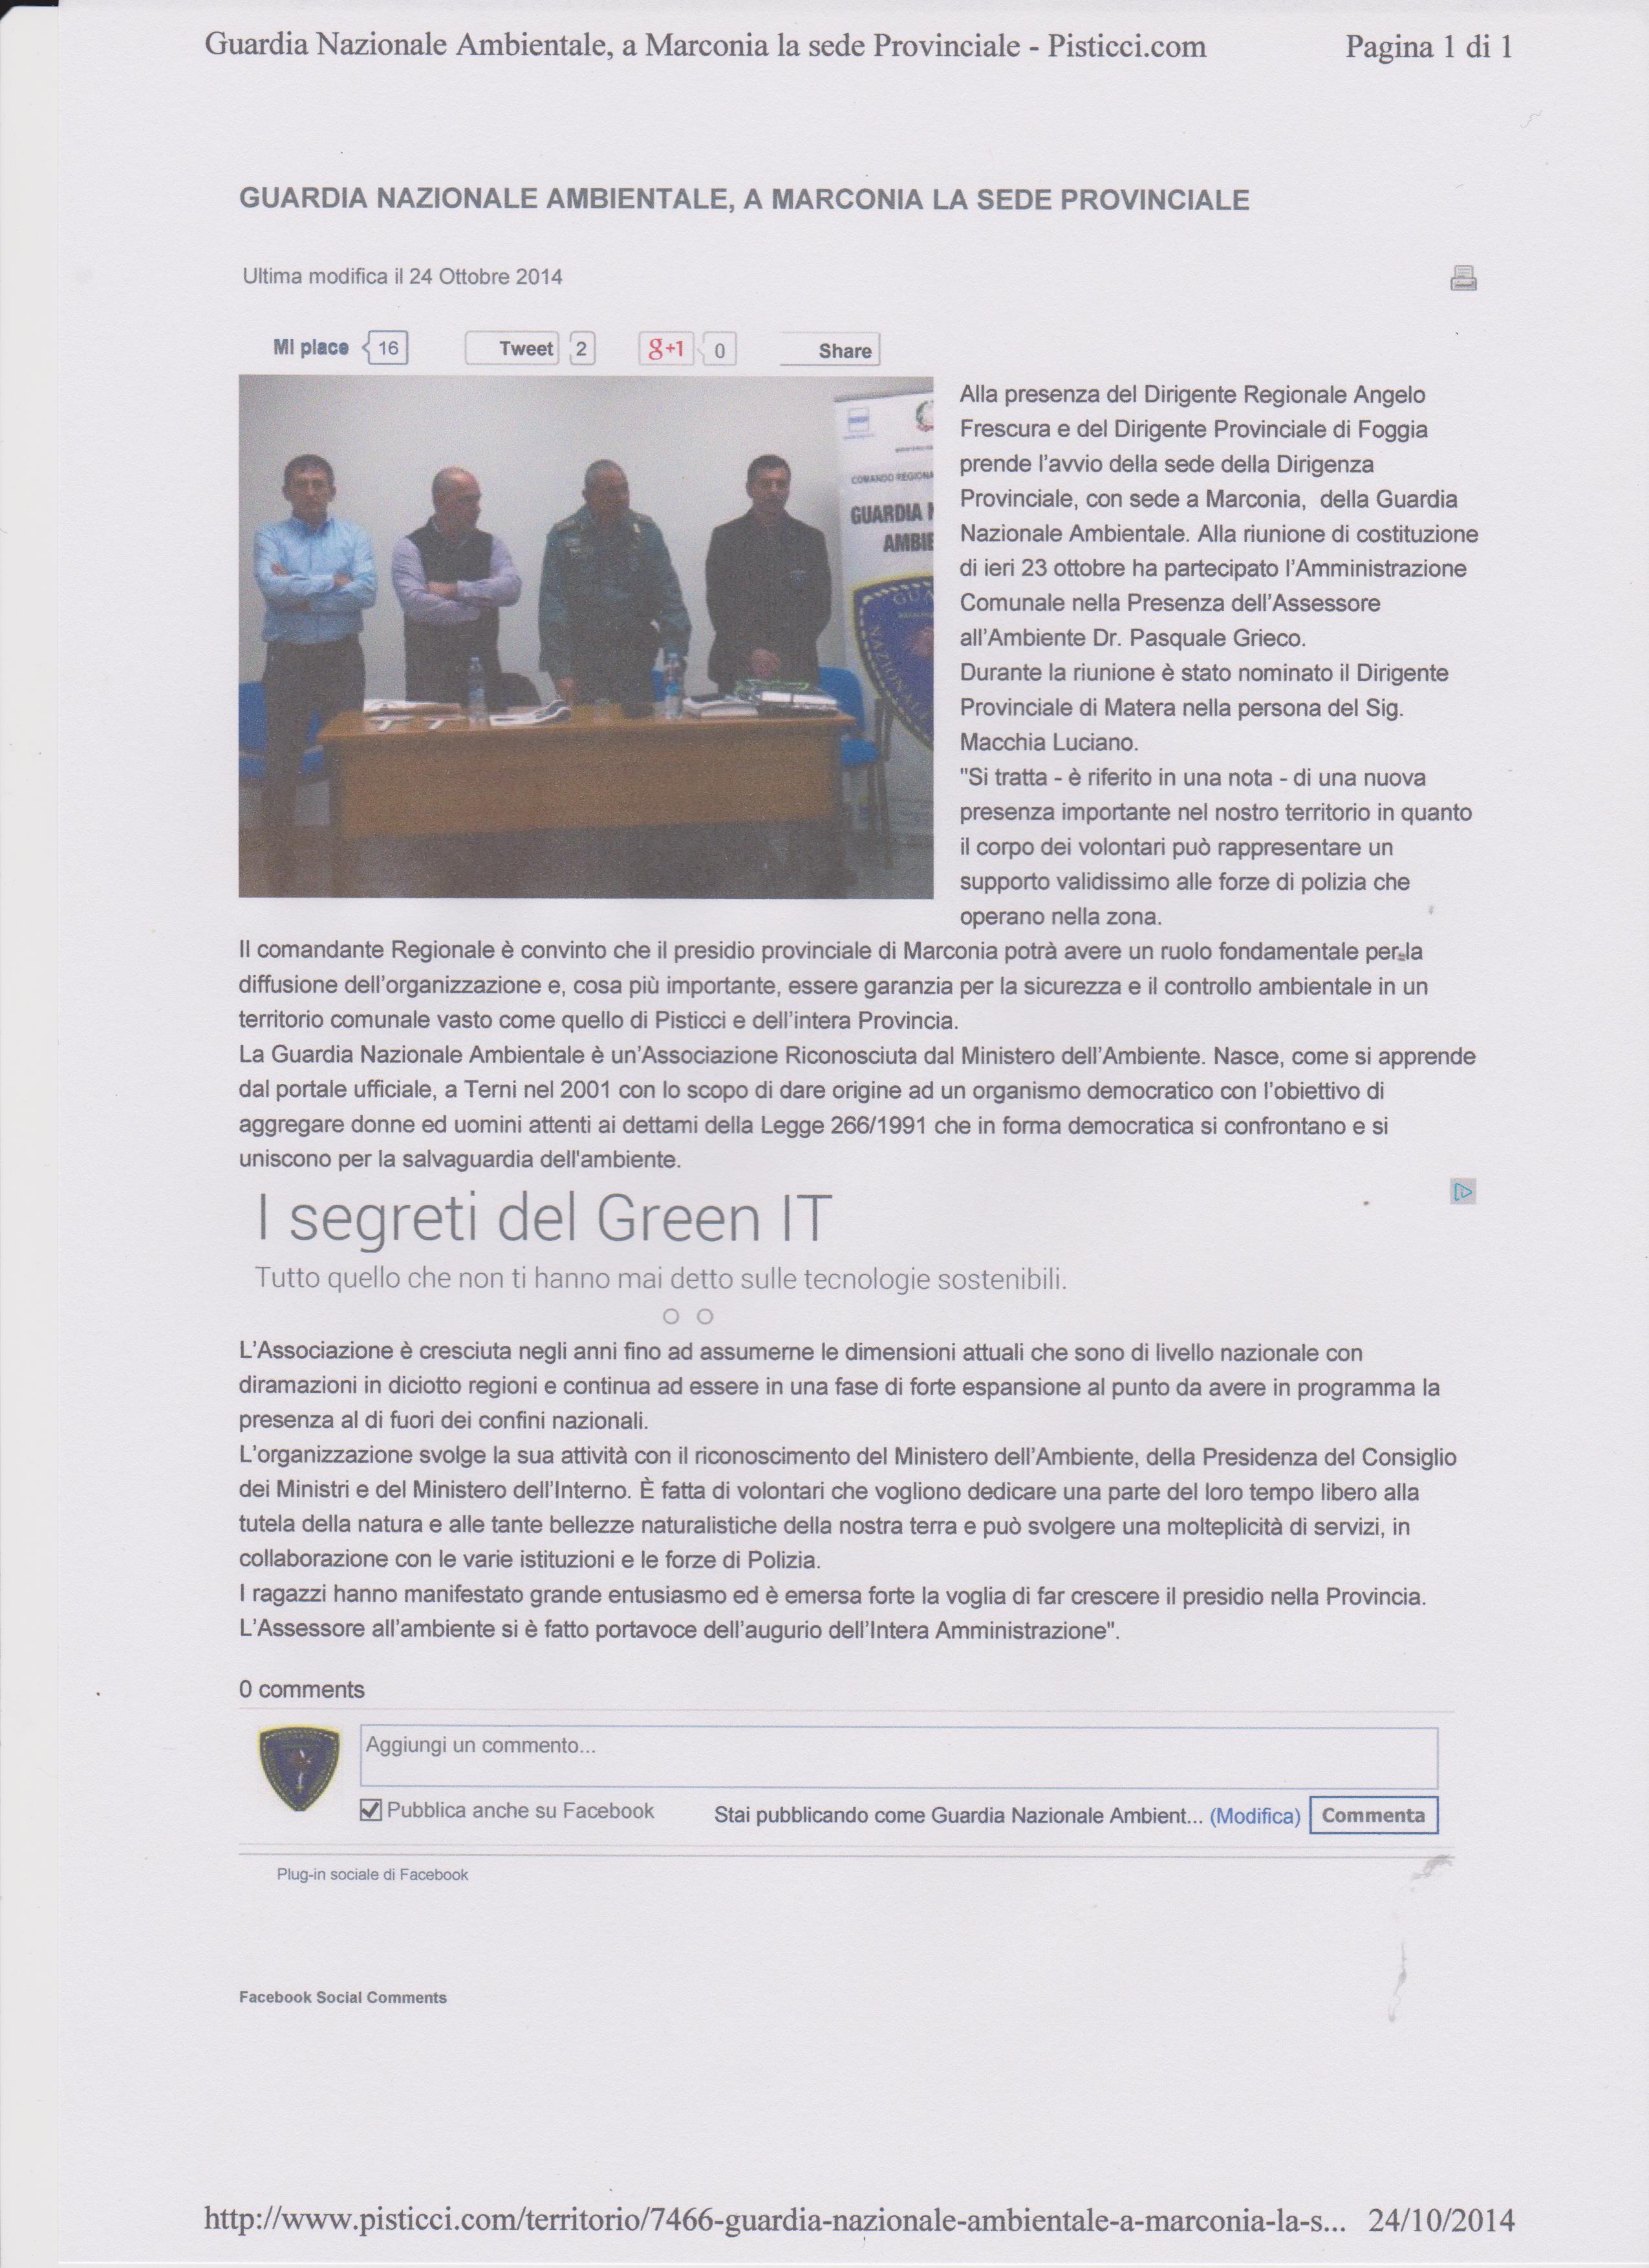 Guardia Nazionale Ambientale, a Marconia la sede Provinciale - Pisticci.com Pagina 1 di 1
GUARDIA NAZIONALE AMBIENTALE, A MARCONIA LA SEDE PROVINCIALE
Ultima modifica il 24 Ottobre 2014
Mi place 16 Tweet 2 g+1 0 Share
COMANDO REGIONA
GUARDIA N
AMBIE
GUA
NAZIONALE
Alla presenza del Dirigente Regionale Angelo
Frescura e del Dirigente Provinciale di Foggia
prende l'avvio della sede della Dirigenza
Provinciale, con sede a Marconia, della Guardia
Nazionale Ambientale. Alla riunione di costituzione
di ieri 23 ottobre ha partecipato l'Amministrazione
Comunale nella Presenza dell'Assessore
all'Ambiente Dr. Pasquale Grieco.
Durante la riunione è stato nominato il Dirigente
Provinciale di Matera nella persona del Sig.
Macchia Luciano.
"Si tratta - è riferito in una nota - di una nuova
presenza importante nel nostro territorio in quanto
il corpo dei volontari può rappresentare un
supporto validissimo alle forze di polizia che
operano nella zona.
Il comandante Regionale è convinto che il presidio provinciale di Marconia potrà avere un ruolo fondamentale per la
diffusione dell'organizzazione e, cosa più importante, essere garanzia per la sicurezza e il controllo ambientale in un
territorio comunale vasto come quello di Pisticci e dell'intera Provincia.
La Guardia Nazionale Ambientale è un'Associazione Riconosciuta dal Ministero dell'Ambiente. Nasce, come si apprende
dal portale ufficiale, a Terni nel 2001 con lo scopo di dare origine ad un organismo democratico con l'obiettivo di
aggregare donne ed uomini attenti ai dettami della Legge 266/1991 che in forma democratica si confrontano e si
uniscono per la salvaguardia dell'ambiente.
I segreti del Green IT
Tutto quello che non ti hanno mai detto sulle tecnologie sostenibili.
L'Associazione è cresciuta negli anni fino ad assumerne le dimensioni attuali che sono di livello nazionale con
diramazioni in diciotto regioni e continua ad essere in una fase di forte espansione al punto da avere in programma la
presenza al di fuori dei confini nazionali.
L'organizzazione svolge la sua attività con il riconoscimento del Ministero dell'Ambiente, della Presidenza del Consiglio
dei Ministri e del Ministero dell'Interno. È fatta di volontari che vogliono dedicare una parte del loro tempo libero alla
tutela della natura e alle tante bellezze naturalistiche della nostra terra e può svolgere una molteplicità di servizi, in
collaborazione con le varie istituzioni e le forze di Polizia.
I ragazzi hanno manifestato grande entusiasmo ed è emersa forte la voglia di far crescere il presidio nella Provincia.
L'Assessore all'ambiente si è fatto portavoce dell'augurio dell'Intera Amministrazione".
0 comments
Aggiungi un commento...
Pubblica anche su Facebook Stai pubblicando come Guardia Nazionale Ambient... (Modifica) Commenta
Plug-in sociale di Facebook
Facebook Social Comments
http://www.pisticci.com/territorio/7466-guardia-nazionale-ambientale-a-marconia-la-s... 24/10/2014